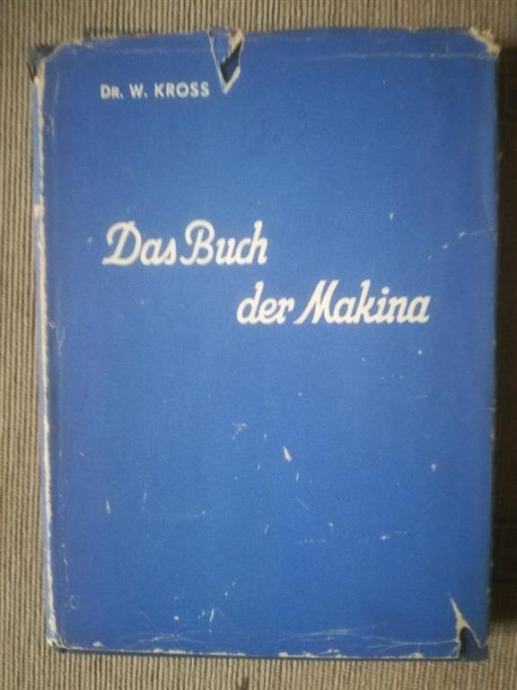 DR. W. KROSS
Das Buch
der Makina